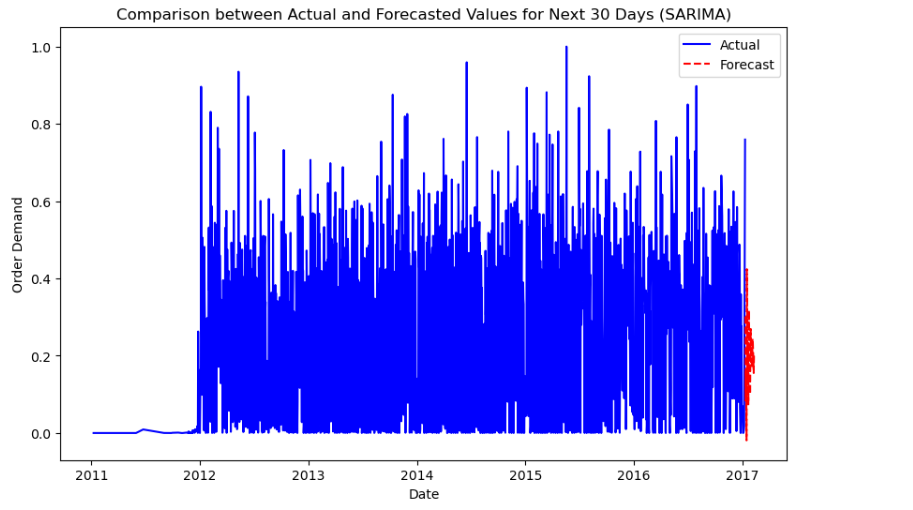 Comparison between Actual and Forecasted Values for Next 30 Days (SARIMA)
Actual
Forecast
Order Demand
1.0
0.8
0.6
0.4
0.2
0.0
2011 2012 2013 2014 2015 2016 2017
Date